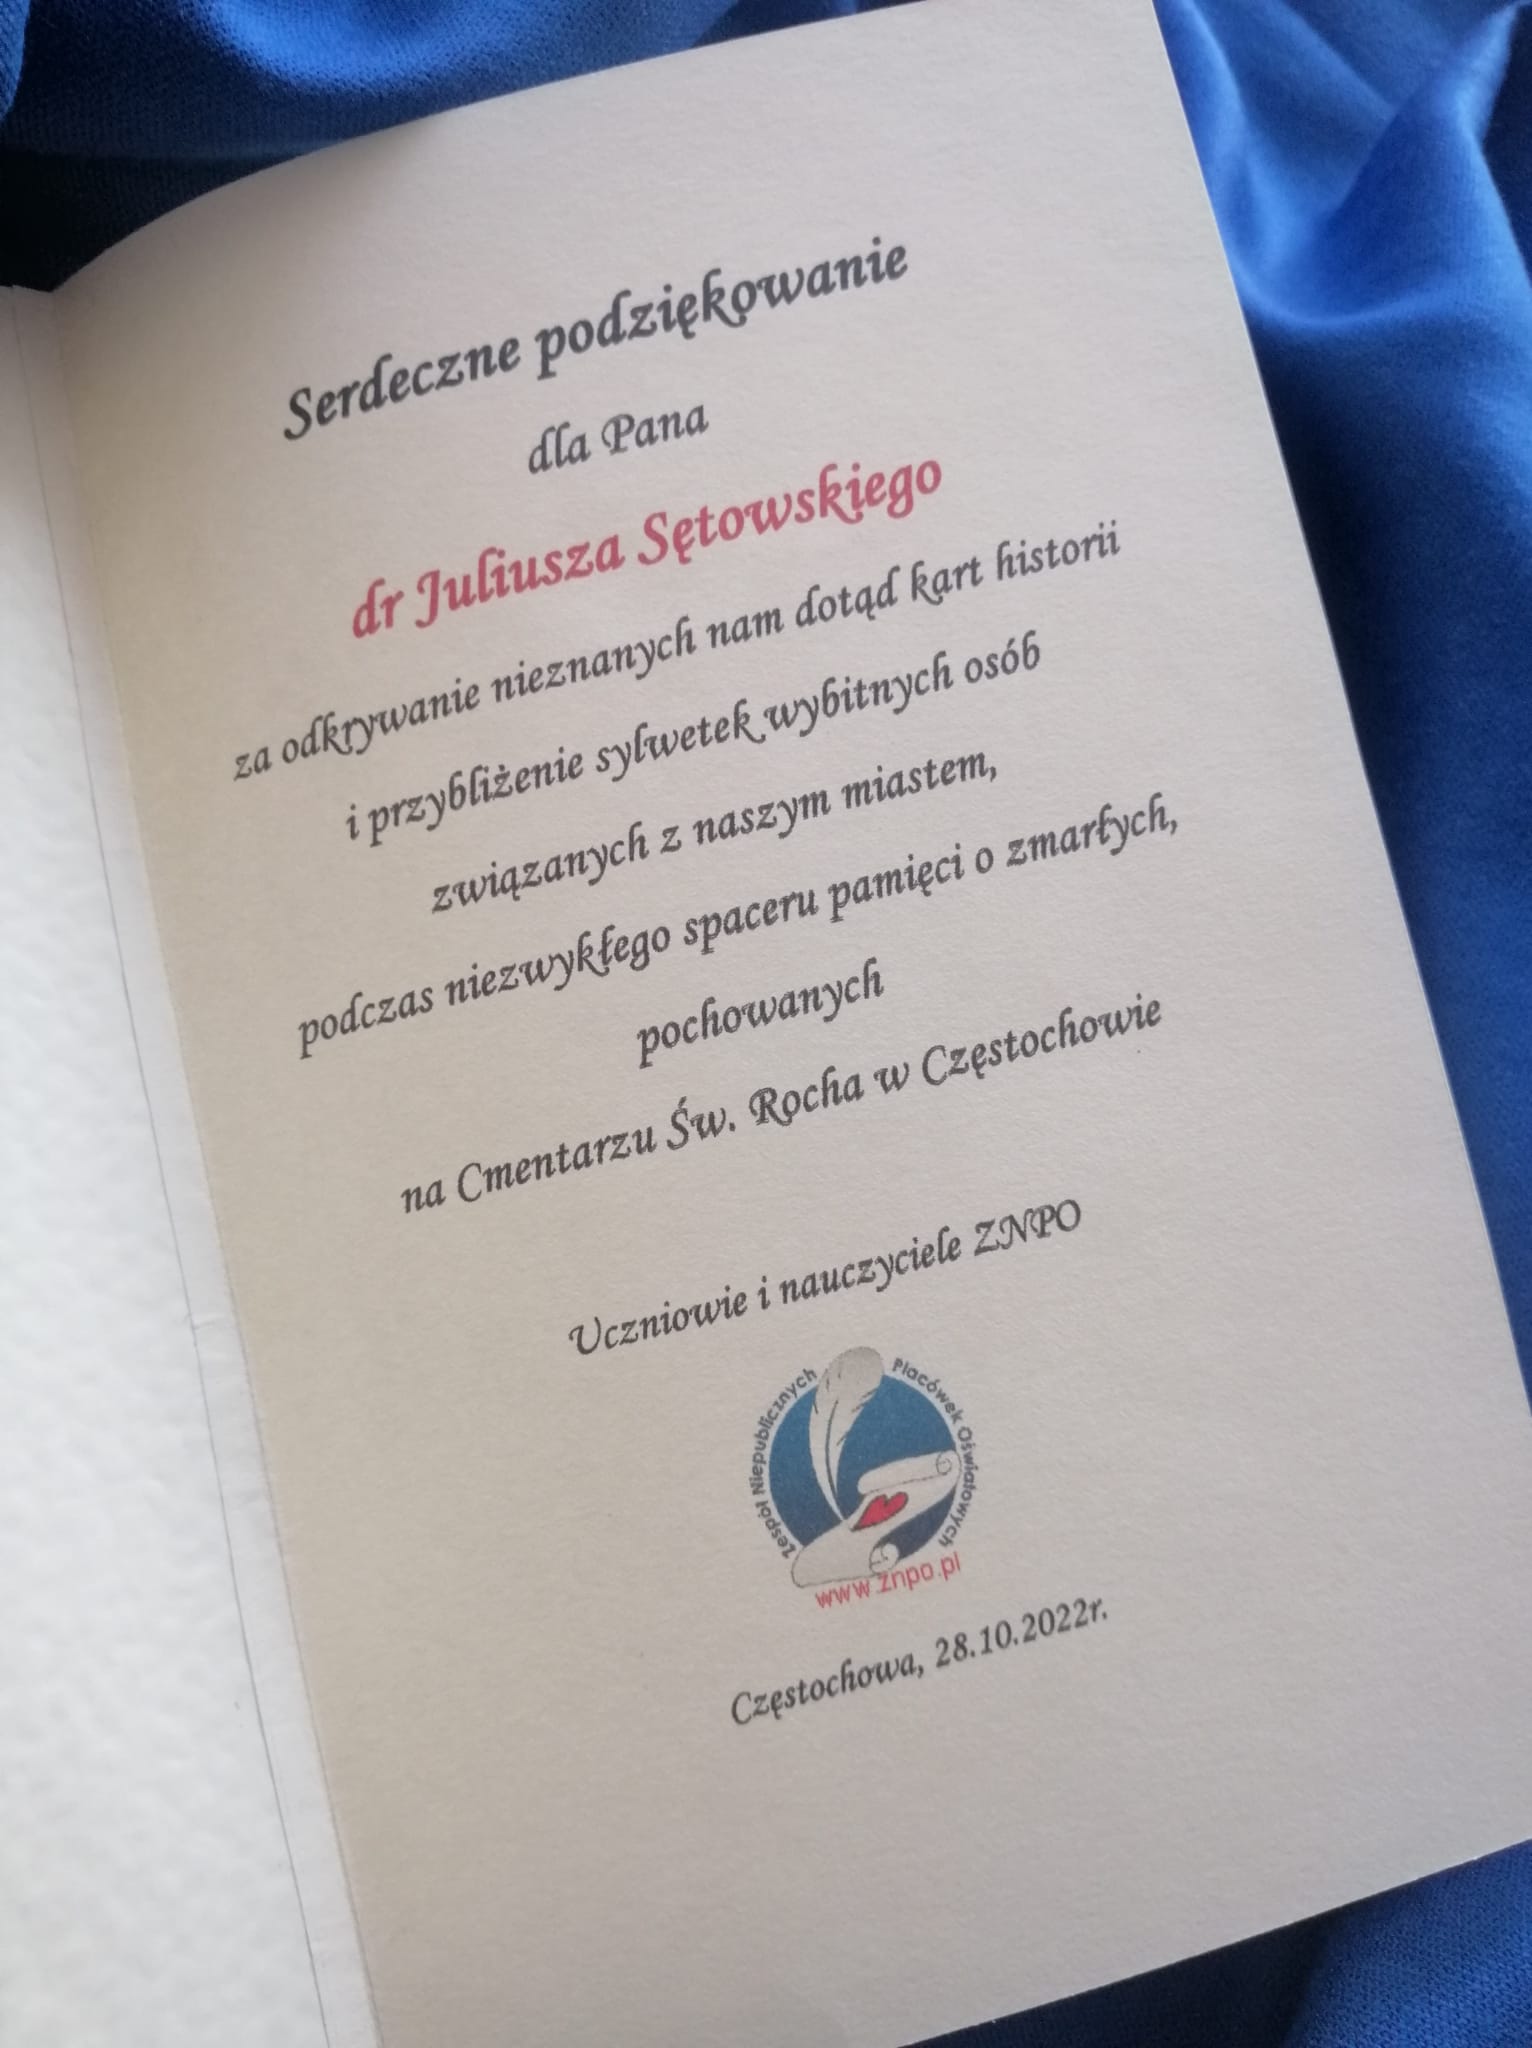 Serdeczne podziękowanie
dla Pana
dr Juliusza Sętowskiego
za odkrywanie nieznanych nam dotąd kart historii
i przybliżenie sylwetek wybitnych osób
związanych z naszym miastem,
podczas niezwykłego spaceru pamięci o zmarłych,
pochowanych
na Cmentarzu Św. Rocha w Częstochowie
Uczniowie i nauczyciele ZNPO
Zespół Niepublicznych Placówek Oświatowych
www.znpo.pl
Częstochowa, 28.10.2022r.